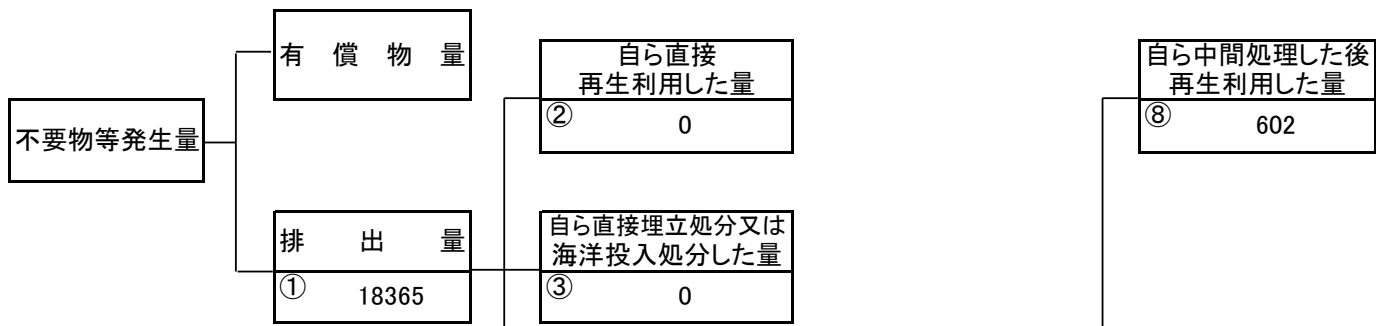 不要物等発生量
有償物量
排出量
① 18365
自ら直接
再生利用した量
② 0
自ら直接埋立処分又は
海洋投入処分した量
③ 0
自ら中間処理した後
再生利用した量
⑧ 602